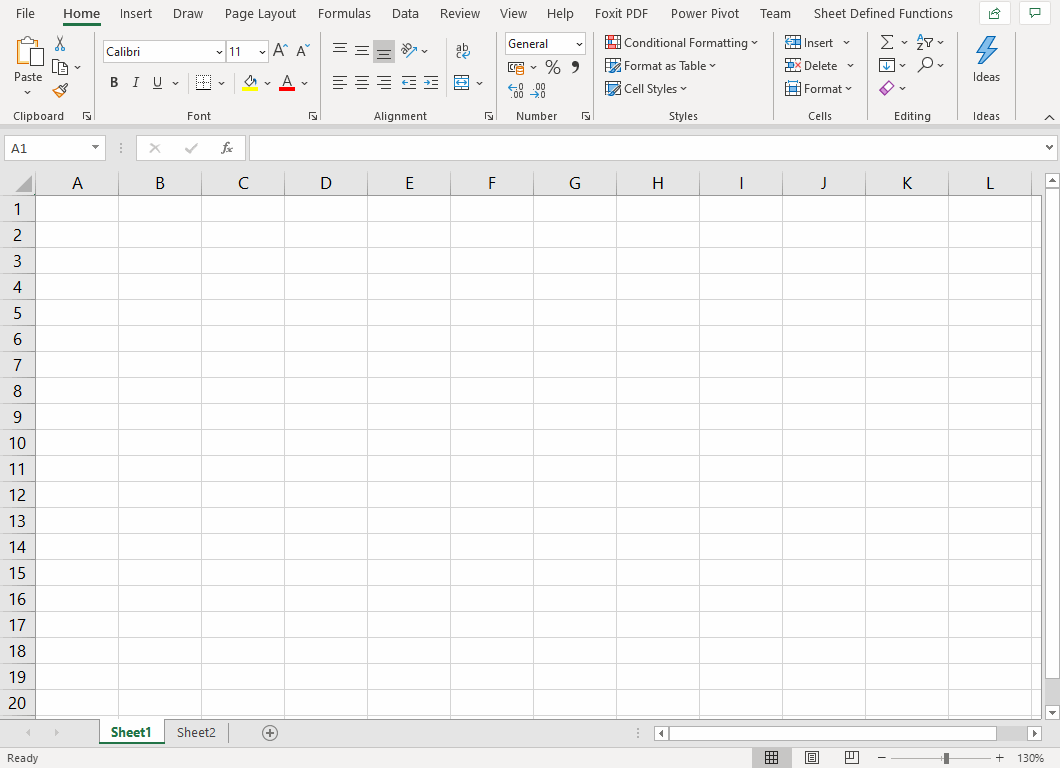 File Home Insert Draw Page Layout Formulas Data Review View Help Foxit PDF Power Pivot Team Sheet Defined Functions
Calibri 11 ab General Conditional Formatting Insert Σ A Z
Paste % Format as Table Delete Ideas
B I U A Cell Styles Format
Clipboard Font Alignment Number Styles Cells Editing Ideas
A1 fx
A B C D E F G H I J K L
1
2
3
4
5
6
7
8
9
10
11
12
13
14
15
16
17
18
19
20
Sheet1 Sheet2
Ready 130%